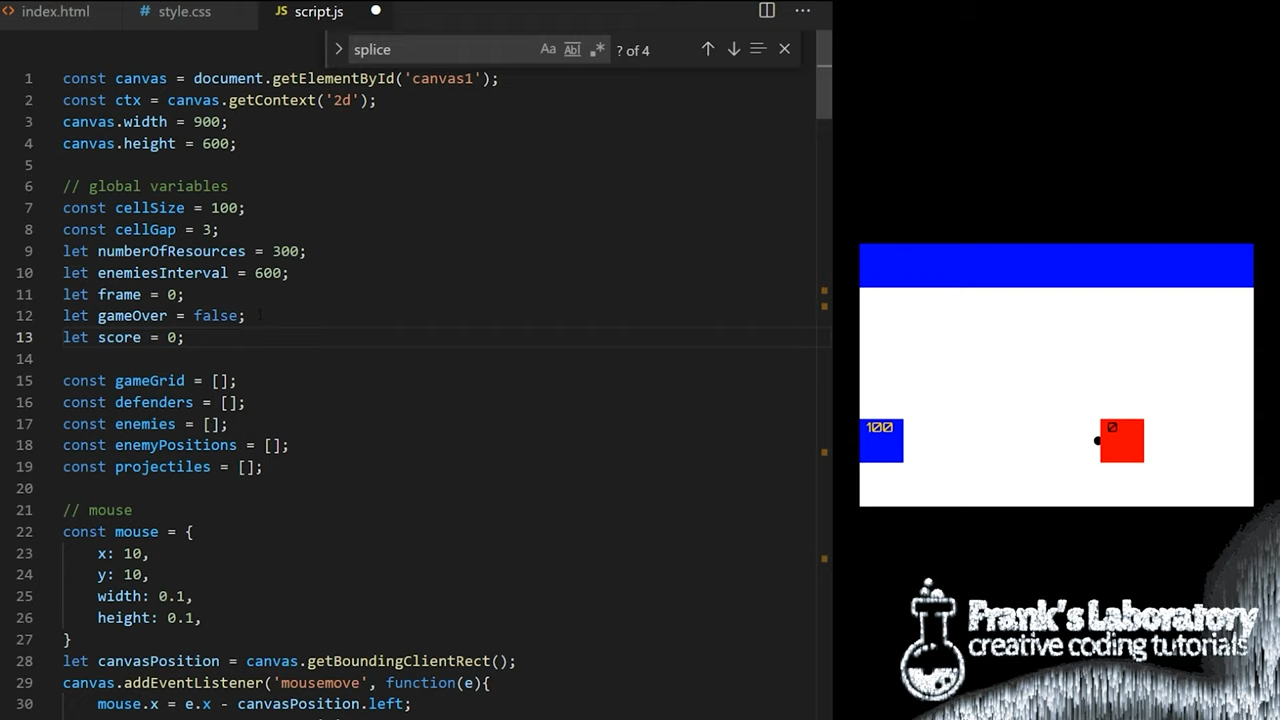 index.html
# style.css
JS script.js
splice
Aa
Ab
? of 4
1 const canvas = document.getElementById('canvas1');
2 const ctx = canvas.getContext('2d');
3 canvas.width = 900;
4 canvas.height = 600;
5
6 // global variables
7 const cellSize = 100;
8 const cellGap = 3;
9 let numberOfResources = 300;
10 let enemiesInterval = 600;
11 let frame = 0;
12 let gameOver = false;
13 let score = 0;
14
15 const gameGrid = [];
16 const defenders = [];
17 const enemies = [];
18 const enemyPositions = [];
19 const projectiles = [];
20
21 // mouse
22 const mouse = {
23 x: 10,
24 y: 10,
25 width: 0.1,
26 height: 0.1,
27 }
28 let canvasPosition = canvas.getBoundingClientRect();
29 canvas.addEventListener('mousemove', function(e){
30 mouse.x = e.x - canvasPosition.left;
100
0
Frank's Laboratory
creative coding tutorials